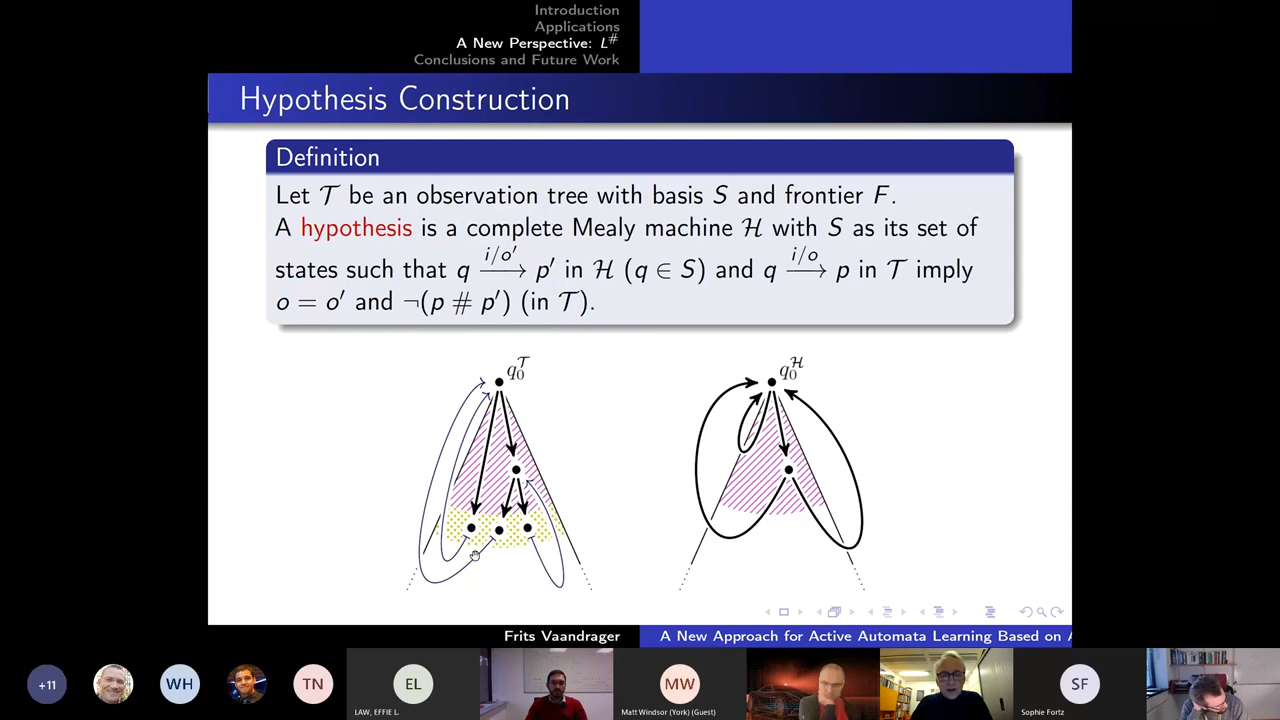 Introduction
Applications
A New Perspective: L#
Conclusions and Future Work
Hypothesis Construction
Definition
Let 𝒯 be an observation tree with basis S and frontier F.
A hypothesis is a complete Mealy machine ℋ with S as its set of
states such that q —i/o′→ p′ in ℋ (q ∈ S) and q —i/o→ p in 𝒯 imply
o = o′ and ¬(p # p′) (in 𝒯).
q₀^𝒯 q₀^ℋ
Frits Vaandrager A New Approach for Active Automata Learning Based on A
+11 WH TN EL MW SF
LAW, EFFIE L. Matt Windsor (York) (Guest) Sophie Fortz